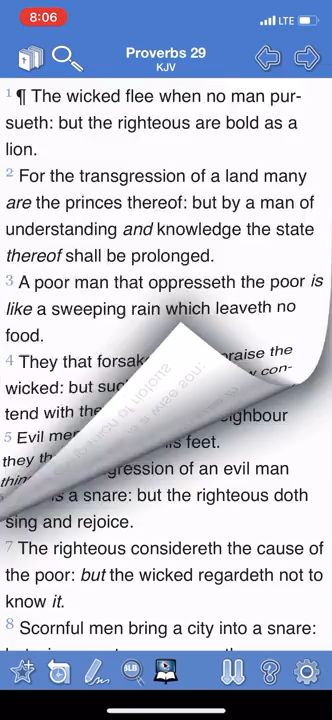 8:06
LTE
Proverbs 29
KJV
1 ¶ The wicked flee when no man pur-
sueth: but the righteous are bold as a
lion.
2 For the transgression of a land many
are the princes thereof: but by a man of
understanding and knowledge the state
thereof shall be prolonged.
3 A poor man that oppresseth the poor is
like a sweeping rain which leaveth no
food.
4 They that forsak praise the
wicked: but suc con-
tend with the
ighbour
5 Evil mer his feet.
they th
thin gression of an evil man
is a snare: but the righteous doth
sing and rejoice.
7 The righteous considereth the cause of
the poor: but the wicked regardeth not to
know it.
8 Scornful men bring a city into a snare:
BLB